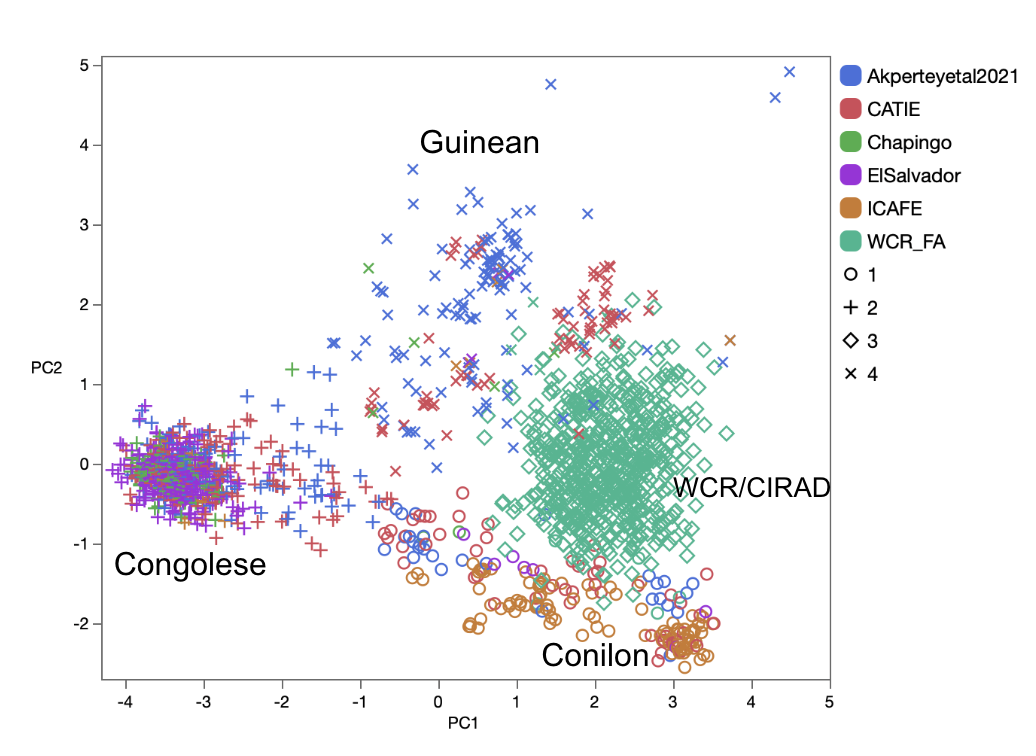 5
4
3
2
1
0
-1
-2
PC2
-4
-3
-2
-1
0
1
2
3
4
5
PC1
Guinean
WCR/CIRAD
Congolese
Conilon
Akperteyetal2021
CATIE
Chapingo
ElSalvador
ICAFE
WCR_FA
1
2
3
4